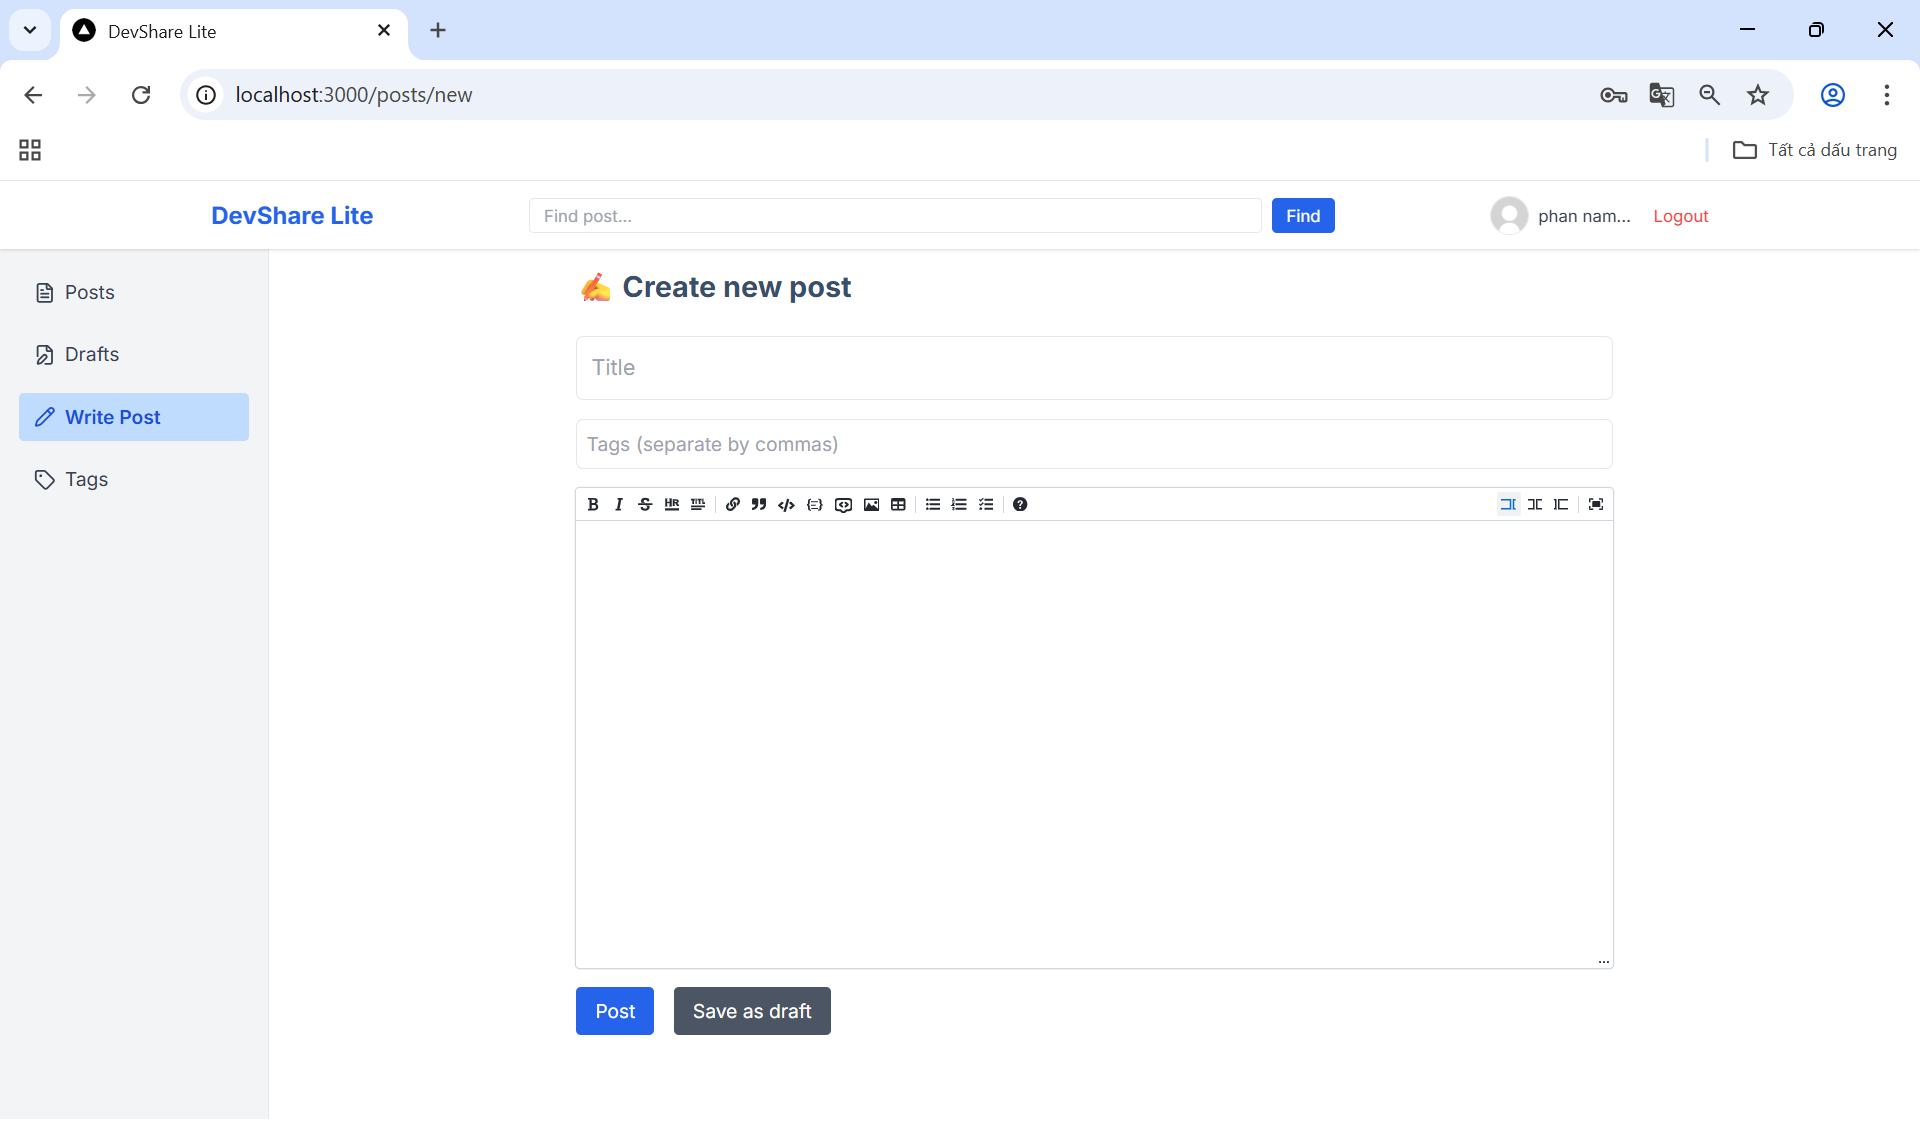 DevShare Lite
localhost:3000/posts/new
Tất cả dấu trang
DevShare Lite
Find post...
Find
phan nam...
Logout
Posts
Drafts
Write Post
Tags
Create new post
Title
Tags (separate by commas)
Post
Save as draft